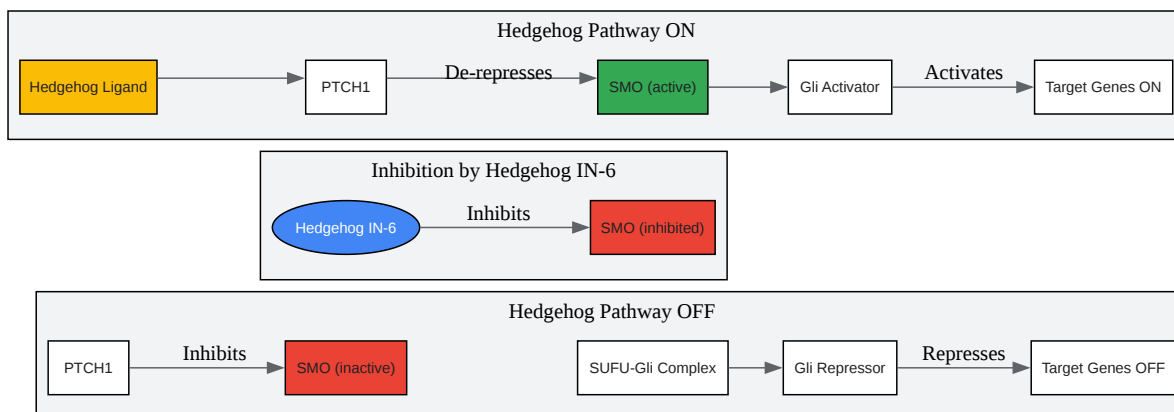 Hedgehog Pathway ON
Hedgehog Ligand
PTCH1
De-represses
SMO (active)
Gli Activator
Activates
Target Genes ON
Inhibition by Hedgehog IN-6
Hedgehog IN-6
Inhibits
SMO (inhibited)
Hedgehog Pathway OFF
PTCH1
Inhibits
SMO (inactive)
SUFU-Gli Complex
Gli Repressor
Represses
Target Genes OFF